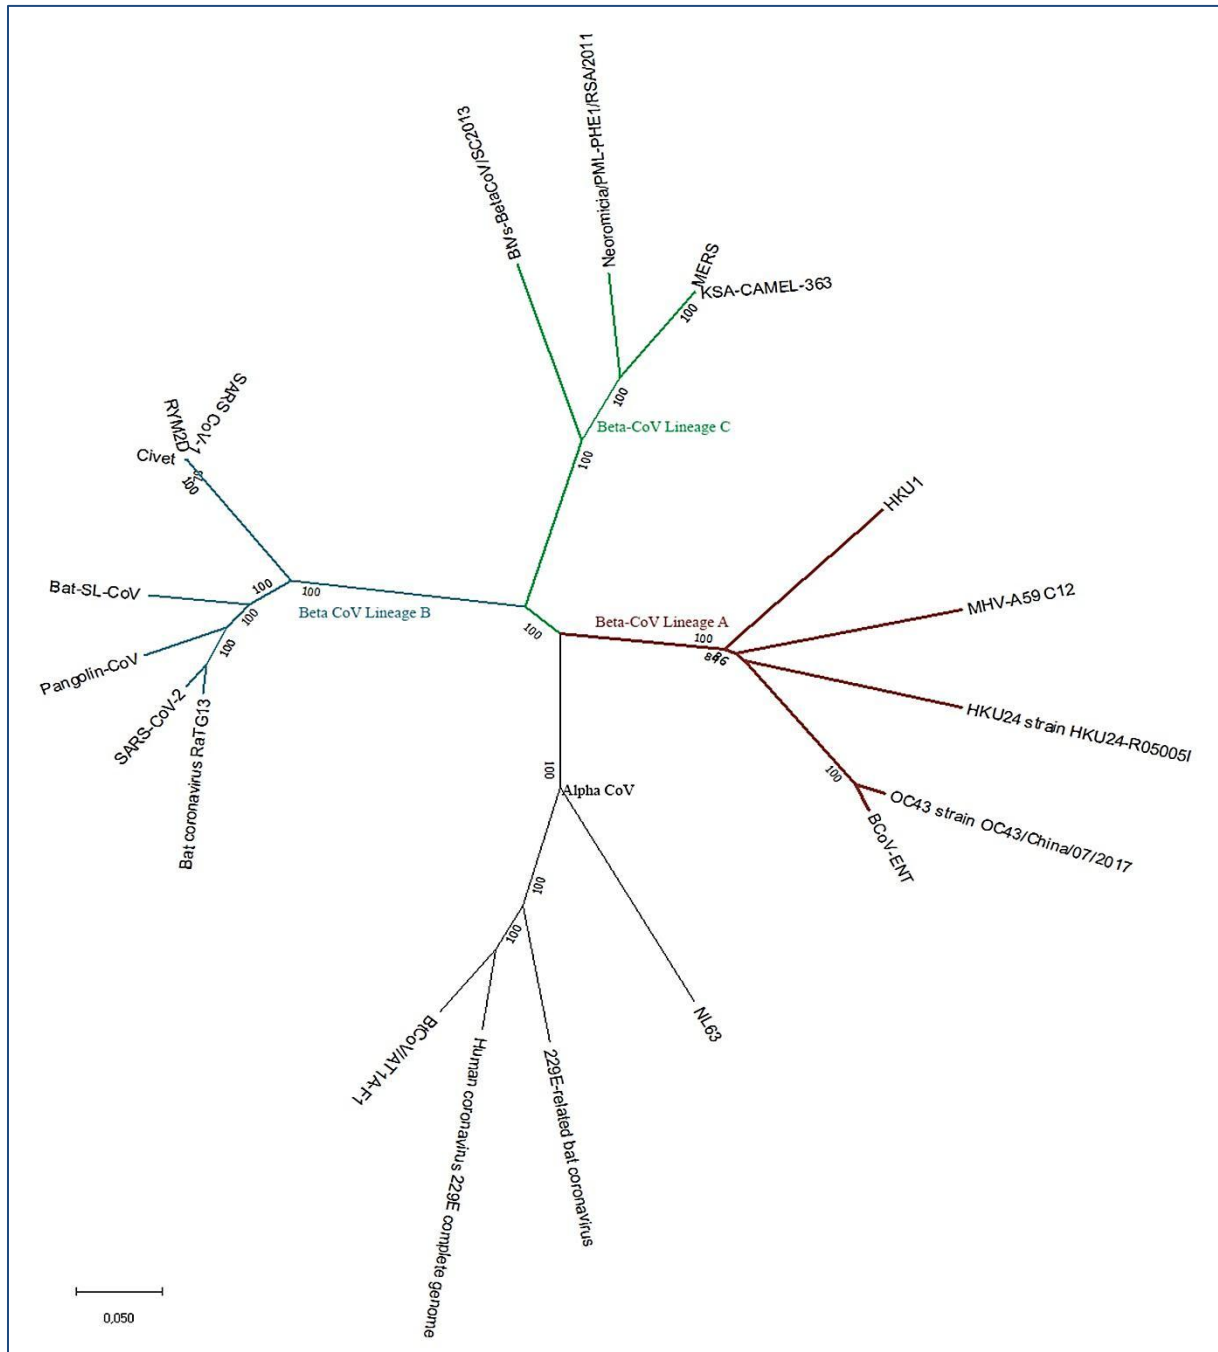 BtVs-BetaCoV/SC2013
Neoromicia/PML-PHE1/RSA/2011
MERS
KSA-CAMEL-363
100
100
Beta-CoV Lineage C
100
SARS CoV-1
RYM2D
Civet
100
Bat-SL-CoV
100
100
100
Beta CoV Lineage B
Pangolin-CoV
100
SARS-CoV-2
Bat coronavirus RaTG13
HKU1
MHV-A59 C12
Beta-CoV Lineage A
100
100
HKU24 strain HKU24-R05005I
100
OC43 strain OC43/China/07/2017
BCoV-ENT
100
Alpha CoV
100
100
NL63
BtCoV/AT1A-F1
Human coronavirus 229E complete genome
229E-related bat coronavirus
0,050